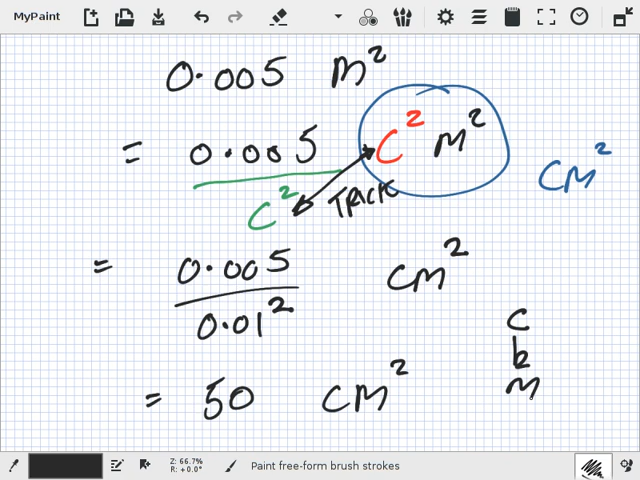 MyPaint
0.005 m²
= 0.005 C² m²
C² TRICK cm²
= 0.005 cm²
0.01²
c
k
m
= 50 cm²
Z: 66.7%
R: +0.0°
Paint free-form brush strokes